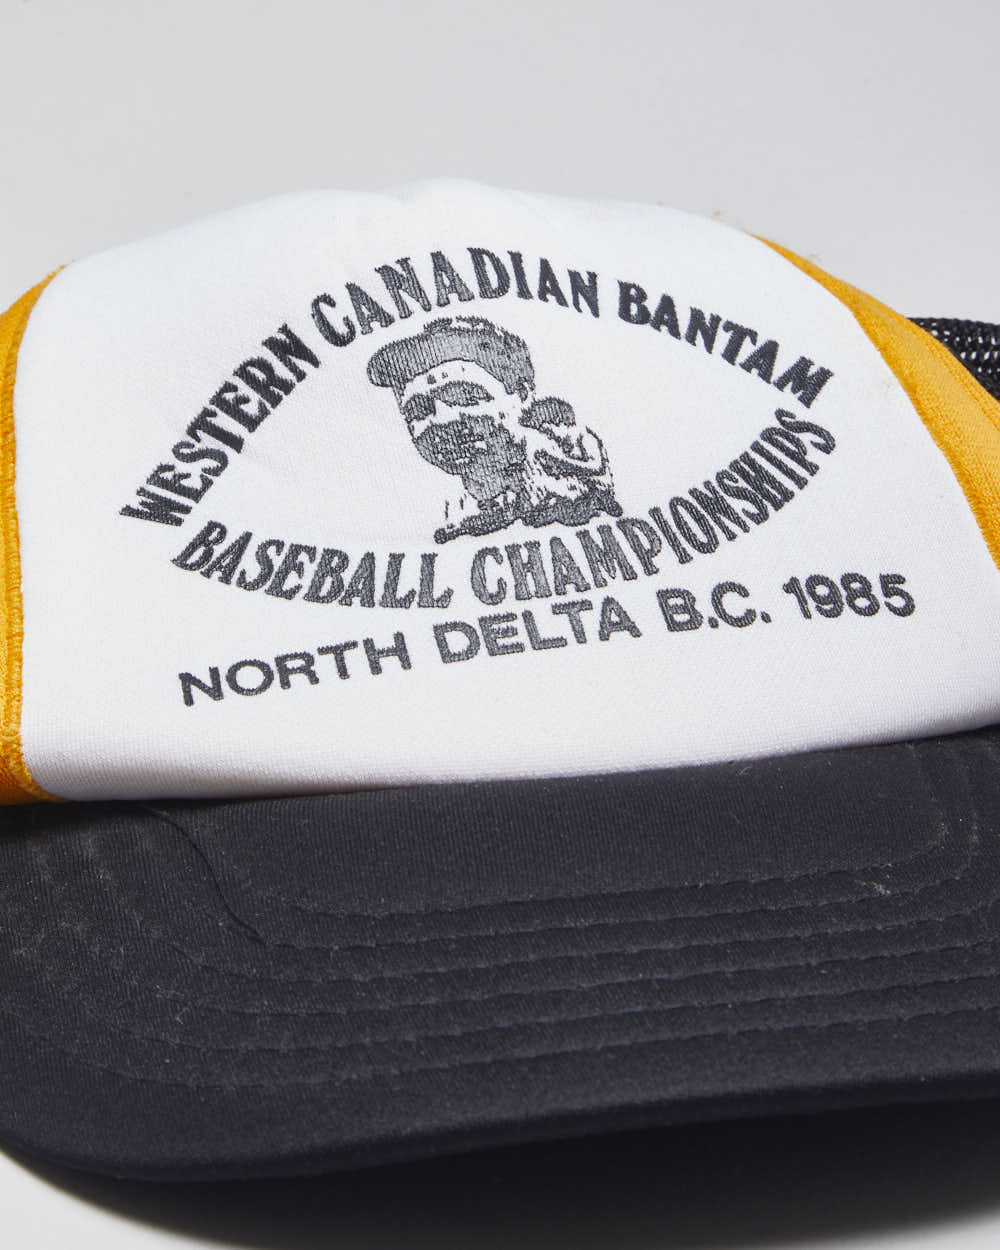 WESTERN CANADIAN BANTAM
BASEBALL CHAMPIONSHIPS
NORTH DELTA B.C. 1985